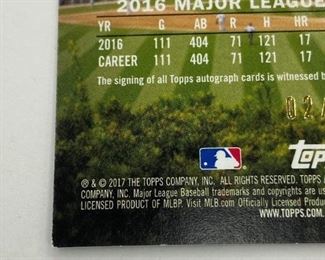 2016 MAJOR LEAGUE
YR G AB R H HR
2016 111 404 71 121 17
CAREER 111 404 71 121 17
The signing of all Topps autograph cards is witnessed b
02
topp
® & © 2017 THE TOPPS COMPANY, INC. ALL RIGHTS RESERVED. TOPPS A
COMPANY, INC. Major League Baseball trademarks and copyrights are us
LICENSED PRODUCT OF MLBP. Visit MLB.com Officially Licensed Product
WWW.TOPPS.COM.